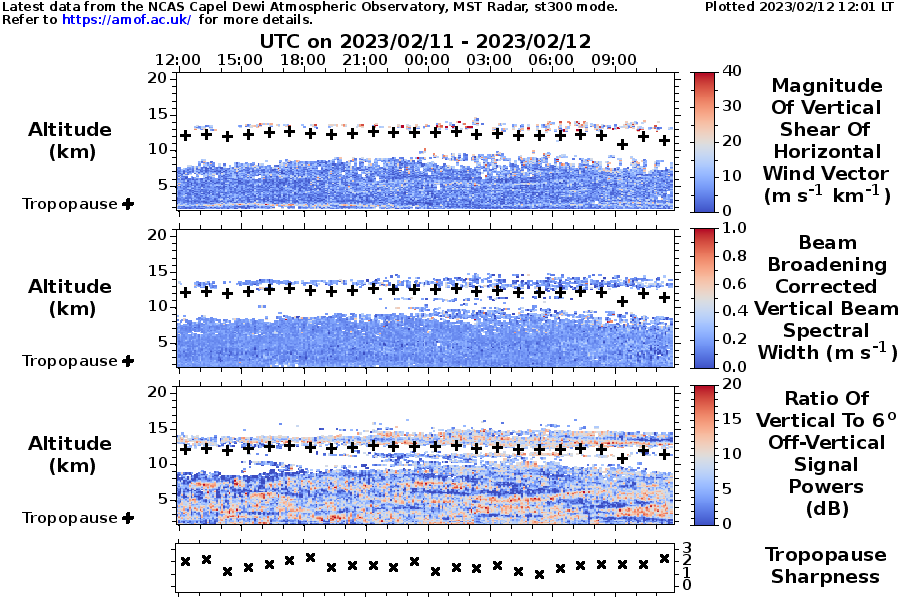 Latest data from the NCAS Capel Dewi Atmospheric Observatory, MST Radar, st300 mode.
Plotted 2023/02/12 12:01 LT
Refer to https://amof.ac.uk/ for more details.
UTC on 2023/02/11 - 2023/02/12
12:00 15:00 18:00 21:00 00:00 03:00 06:00 09:00
20
15
10
5
Altitude
(km)
Tropopause
40
30
20
10
0
Magnitude
Of Vertical
Shear Of
Horizontal
Wind Vector
(m s-1 km-1)
20
15
10
5
Altitude
(km)
Tropopause
1.0
0.8
0.6
0.4
0.2
0.0
Beam
Broadening
Corrected
Vertical Beam
Spectral
Width (m s-1)
20
15
10
5
Altitude
(km)
Tropopause
20
15
10
5
0
Ratio Of
Vertical To 6o
Off-Vertical
Signal
Powers
(dB)
3
2
1
0
Tropopause
Sharpness